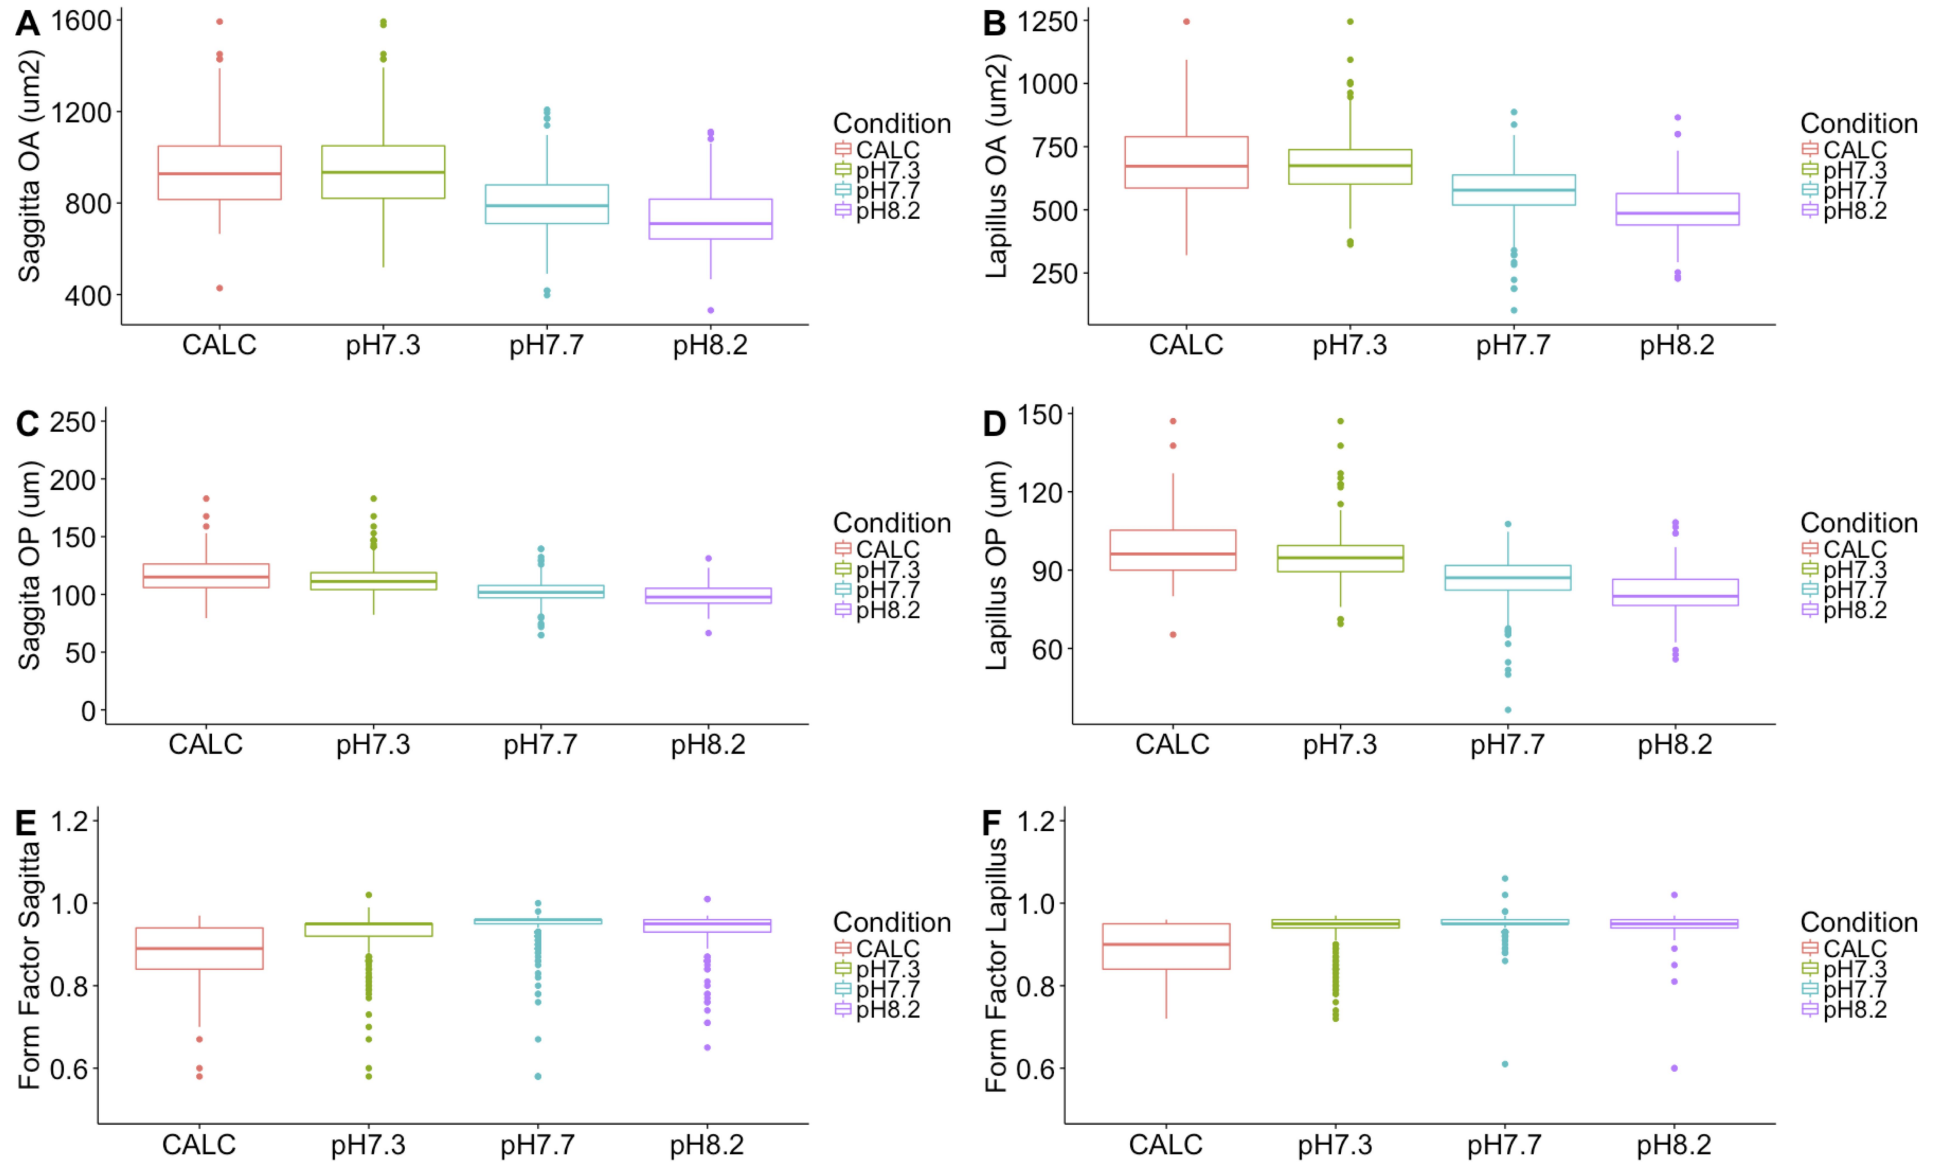 A
Saggitta OA (um2)
1600
1200
800
400
CALC pH7.3 pH7.7 pH8.2
Condition
CALC
pH7.3
pH7.7
pH8.2
B
Lapillus OA (um2)
1250
1000
750
500
250
CALC pH7.3 pH7.7 pH8.2
Condition
CALC
pH7.3
pH7.7
pH8.2
C
Saggita OP (um)
250
200
150
100
50
0
CALC pH7.3 pH7.7 pH8.2
Condition
CALC
pH7.3
pH7.7
pH8.2
D
Lapillus OP (um)
150
120
90
60
CALC pH7.3 pH7.7 pH8.2
Condition
CALC
pH7.3
pH7.7
pH8.2
E
Form Factor Sagitta
1.2
1.0
0.8
0.6
CALC pH7.3 pH7.7 pH8.2
Condition
CALC
pH7.3
pH7.7
pH8.2
F
Form Factor Lapillus
1.2
1.0
0.8
0.6
CALC pH7.3 pH7.7 pH8.2
Condition
CALC
pH7.3
pH7.7
pH8.2